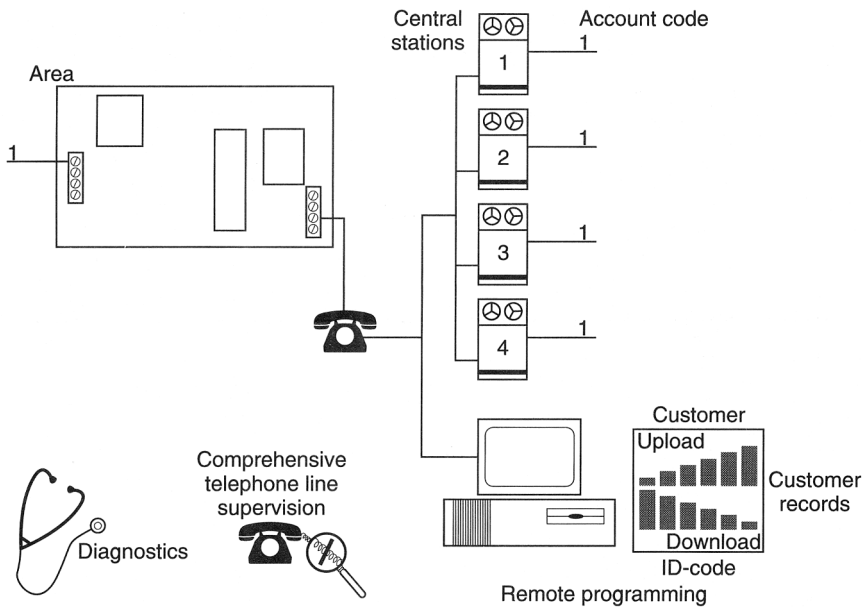 Central
stations
Account code
1
1
Area
2
1
1
3
1
4
1
Customer
Upload
Customer
records
Download
ID-code
Remote programming
Comprehensive
telephone line
supervision
Diagnostics